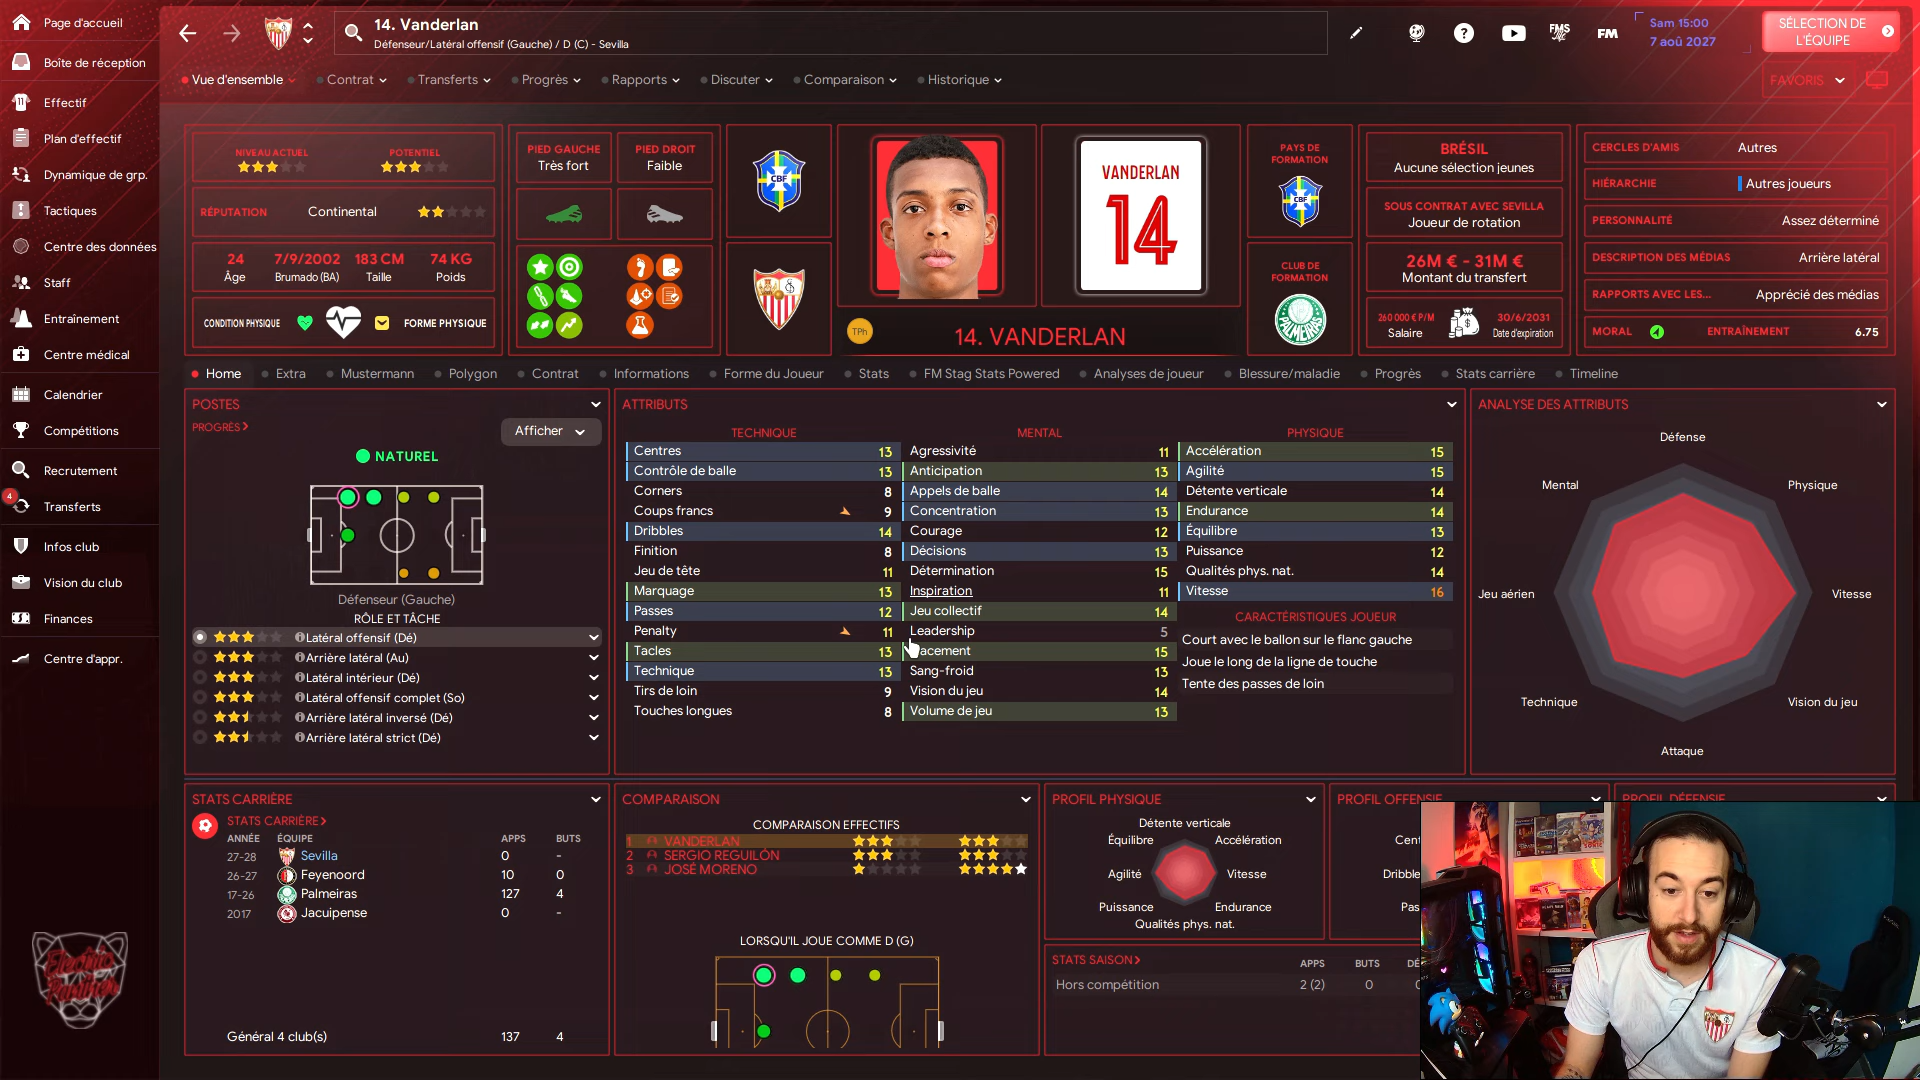 Page d'accueil
Boîte de réception
Effectif
Plan d'effectif
Dynamique de grp.
Tactiques
Centre des données
Staff
Entraînement
Centre médical
Calendrier
Compétitions
Recrutement
4
Transferts
Infos club
Vision du club
Finances
Centre d'appr.
14. Vanderlan
Défenseur/Latéral offensif (Gauche) / D (C) - Sevilla
FM
Sam 15:00
7 aoû 2027
SÉLECTION DE
L'ÉQUIPE
Vue d'ensemble
Contrat
Transferts
Progrès
Rapports
Discuter
Comparaison
Historique
FAVORIS
NIVEAU ACTUEL
POTENTIEL
RÉPUTATION
Continental
24
Âge
7/9/2002
Brumado (BA)
183 CM
Taille
74 KG
Poids
CONDITION PHYSIQUE
FORME PHYSIQUE
PIED GAUCHE
Très fort
PIED DROIT
Faible
CBF
TPh
VANDERLAN
14
14. VANDERLAN
PAYS DE
FORMATION
CBF
CLUB DE
FORMATION
PALMEIRAS
BRÉSIL
Aucune sélection jeunes
SOUS CONTRAT AVEC SEVILLA
Joueur de rotation
26M € - 31M €
Montant du transfert
260 000 € P/M
Salaire
30/6/2031
Date d'expiration
CERCLES D'AMIS
Autres
HIÉRARCHIE
Autres joueurs
PERSONNALITÉ
Assez déterminé
DESCRIPTION DES MÉDIAS
Arrière latéral
RAPPORTS AVEC LES...
Apprécié des médias
MORAL
ENTRAÎNEMENT
6.75
Home
Extra
Mustermann
Polygon
Contrat
Informations
Forme du Joueur
Stats
FM Stag Stats Powered
Analyses de joueur
Blessure/maladie
Progrès
Stats carrière
Timeline
POSTES
PROGRÈS
Afficher
NATUREL
Défenseur (Gauche)
RÔLE ET TÂCHE
Latéral offensif (Dé)
Arrière latéral (Au)
Latéral intérieur (Dé)
Latéral offensif complet (So)
Arrière latéral inversé (Dé)
Arrière latéral strict (Dé)
ATTRIBUTS
TECHNIQUE
Centres 13
Contrôle de balle 13
Corners 8
Coups francs 9
Dribbles 14
Finition 8
Jeu de tête 11
Marquage 13
Passes 12
Penalty 11
Tacles 13
Technique 13
Tirs de loin 9
Touches longues 8
MENTAL
Agressivité 11
Anticipation 13
Appels de balle 14
Concentration 13
Courage 12
Décisions 13
Détermination 15
Inspiration 11
Jeu collectif 14
Leadership 5
acement 15
Sang-froid 13
Vision du jeu 14
Volume de jeu 13
PHYSIQUE
Accélération 15
Agilité 15
Détente verticale 14
Endurance 14
Équilibre 13
Puissance 12
Qualités phys. nat. 14
Vitesse 16
CARACTÉRISTIQUES JOUEUR
Court avec le ballon sur le flanc gauche
Joue le long de la ligne de touche
Tente des passes de loin
ANALYSE DES ATTRIBUTS
Défense
Mental
Physique
Jeu aérien
Vitesse
Technique
Vision du jeu
Attaque
STATS CARRIÈRE
STATS CARRIÈRE
ANNÉE ÉQUIPE APPS BUTS
27-28 Sevilla 0 -
26-27 Feyenoord 10 0
17-26 Palmeiras 127 4
2017 Jacuipense 0 -
Général 4 club(s) 137 4
COMPARAISON
COMPARAISON EFFECTIFS
1 VANDERLAN
2 SERGIO REGUILÓN
3 JOSÉ MORENO
LORSQU'IL JOUE COMME D (G)
PROFIL PHYSIQUE
Détente verticale
Équilibre
Accélération
Agilité
Vitesse
Puissance
Endurance
Qualités phys. nat.
PROFIL OFFENSIF
Cent
Dribble
Pas
PROFIL DÉFENSIF
STATS SAISON
APPS BUTS DÉ
Hors compétition 2 (2) 0